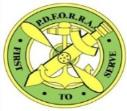 P.D.F.O.R.R.A.
FIRST · TO · SERVE